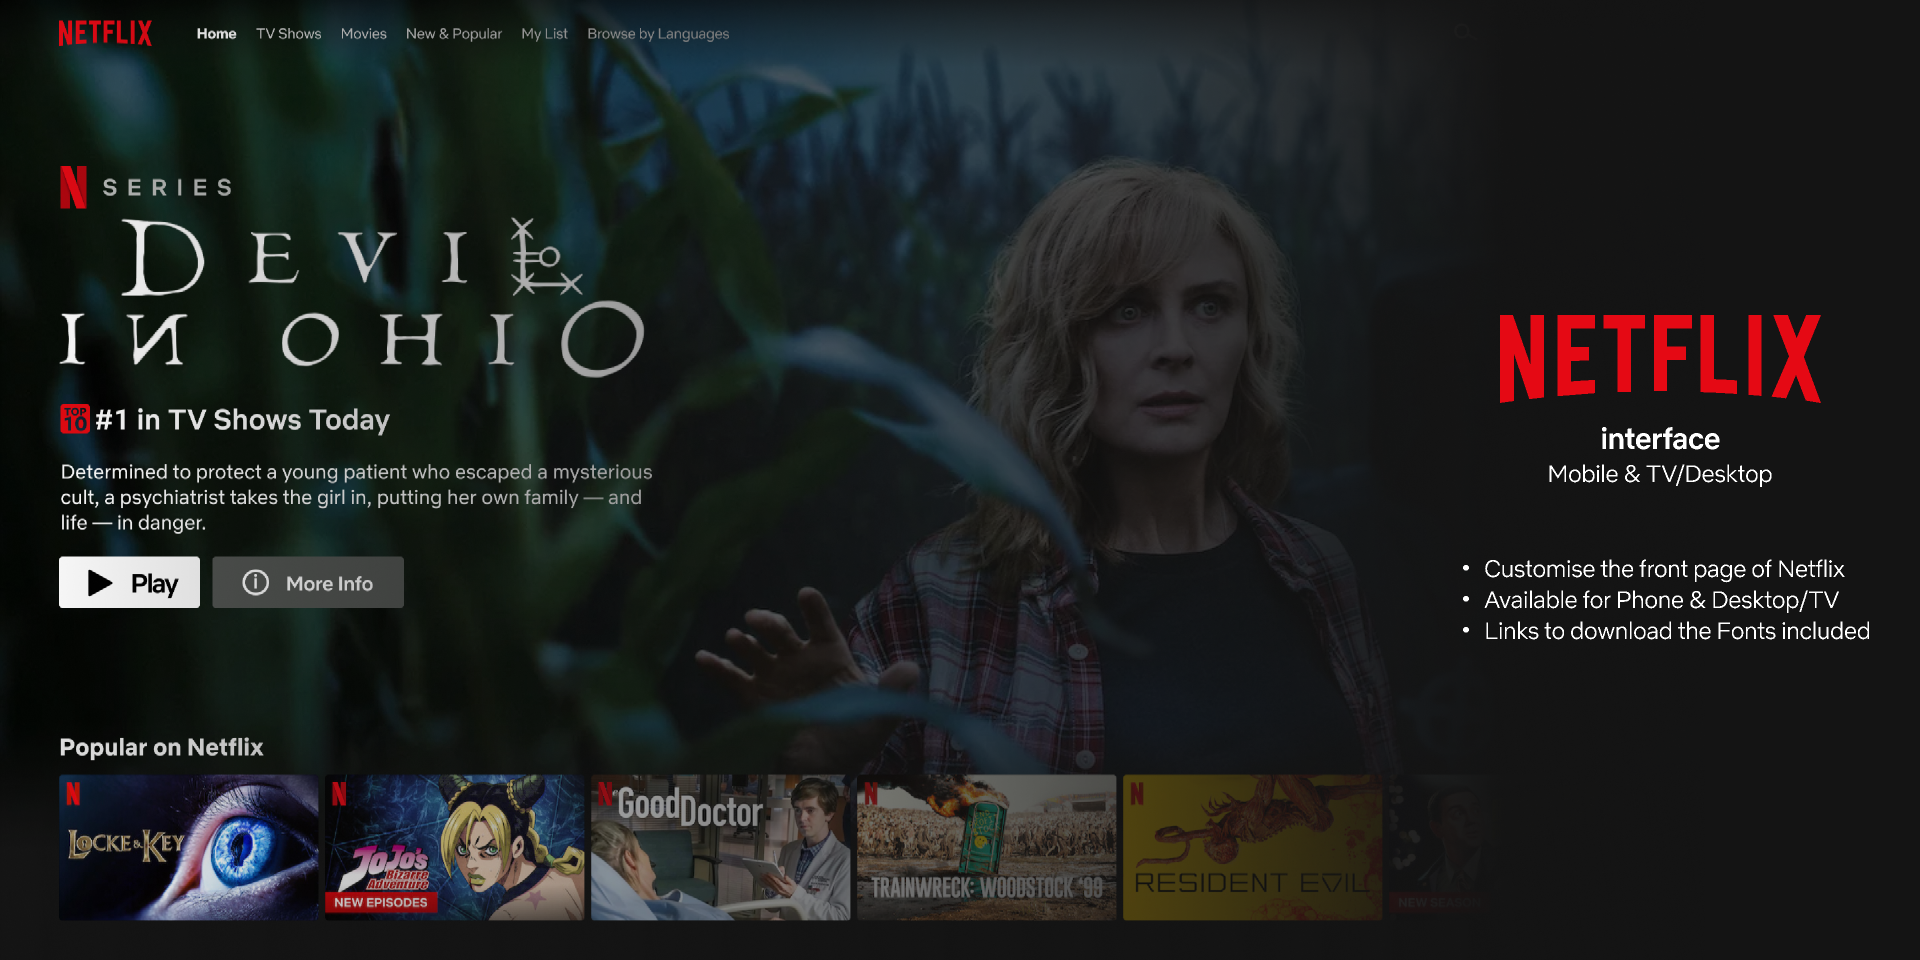 NETFLIX
Home TV Shows Movies New & Popular My List Browse by Languages
N SERIES
DEVIL
IN OHIO
TOP 10 #1 in TV Shows Today
Determined to protect a young patient who escaped a mysterious
cult, a psychiatrist takes the girl in, putting her own family — and
life — in danger.
Play More Info
NETFLIX
interface
Mobile & TV/Desktop
• Customise the front page of Netflix
• Available for Phone & Desktop/TV
• Links to download the Fonts included
Popular on Netflix
N LOCKE & KEY
N JoJo's
Bizarre
Adventure
NEW EPISODES
N The Good Doctor
N TRAINWRECK: WOODSTOCK '99
N RESIDENT EVIL
NEW SEASON